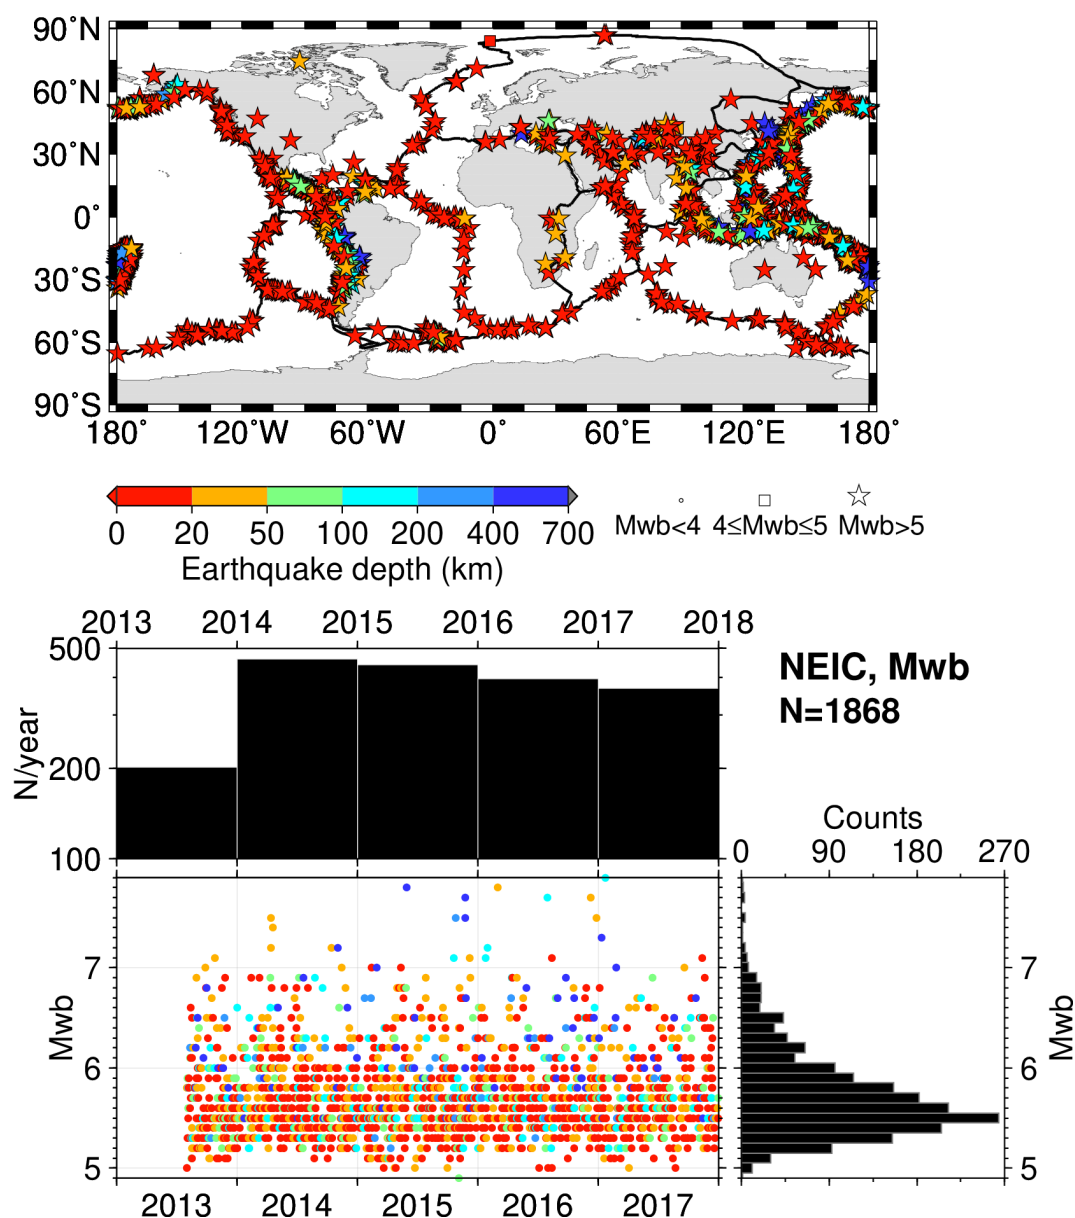 90˚N
60˚N
30˚N
0˚
30˚S
60˚S
90˚S
180˚ 120˚W 60˚W 0˚ 60˚E 120˚E 180˚
0 20 50 100 200 400 700
Earthquake depth (km)
Mwb<4 4≤Mwb≤5 Mwb>5
2013 2014 2015 2016 2017 2018
500
200
100
N/year
NEIC, Mwb
N=1868
Counts
0 90 180 270
7
6
5
Mwb
7
6
5
Mwb
2013 2014 2015 2016 2017